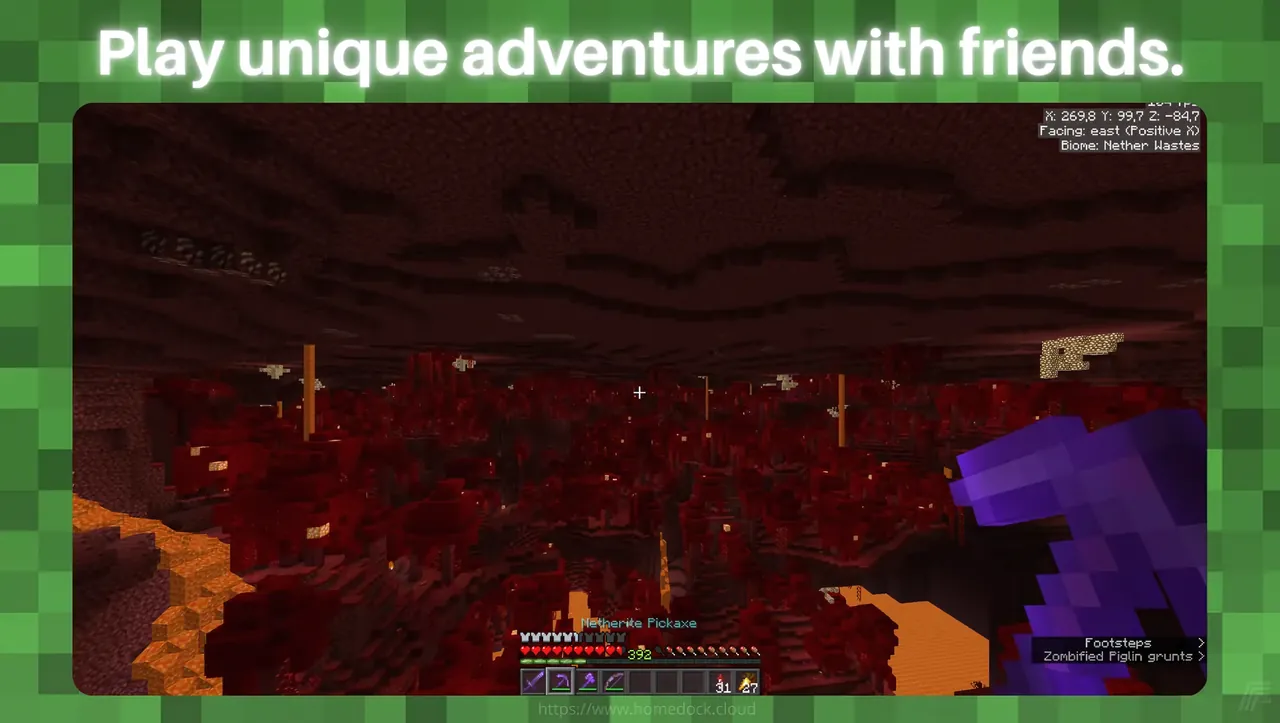 Play unique adventures with friends.
X: 269,8 Y: 99,7 Z: -84,7
Facing: east (Positive X)
Biome: Nether Wastes
Netherite Pickaxe
392
Footsteps >
Zombified Piglin grunts >
31 27
https://www.homedock.cloud